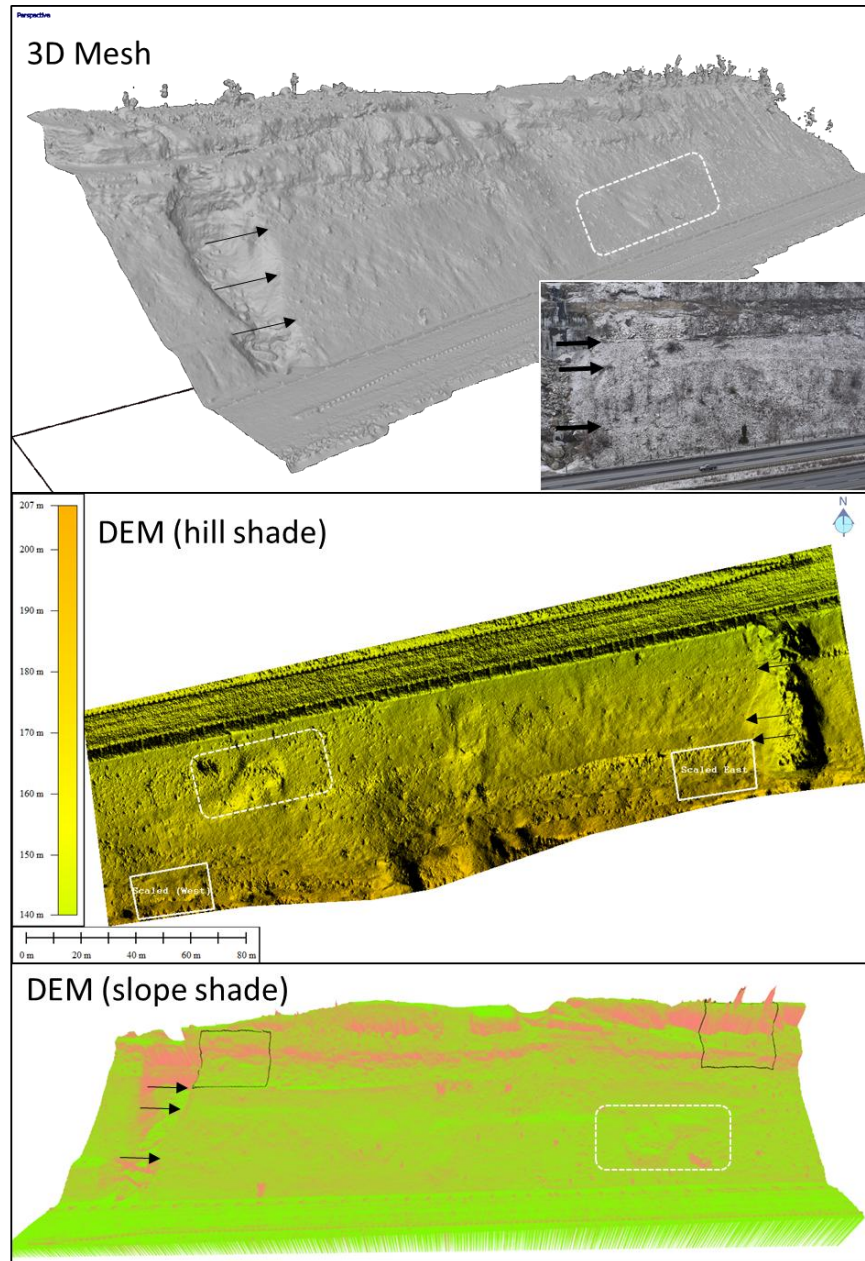 Perspective
3D Mesh
DEM (hill shade)
N
207 m
200 m
190 m
180 m
170 m
160 m
150 m
140 m
Scaled East
Scaled (West)
0 m 20 m 40 m 60 m 80 m
DEM (slope shade)